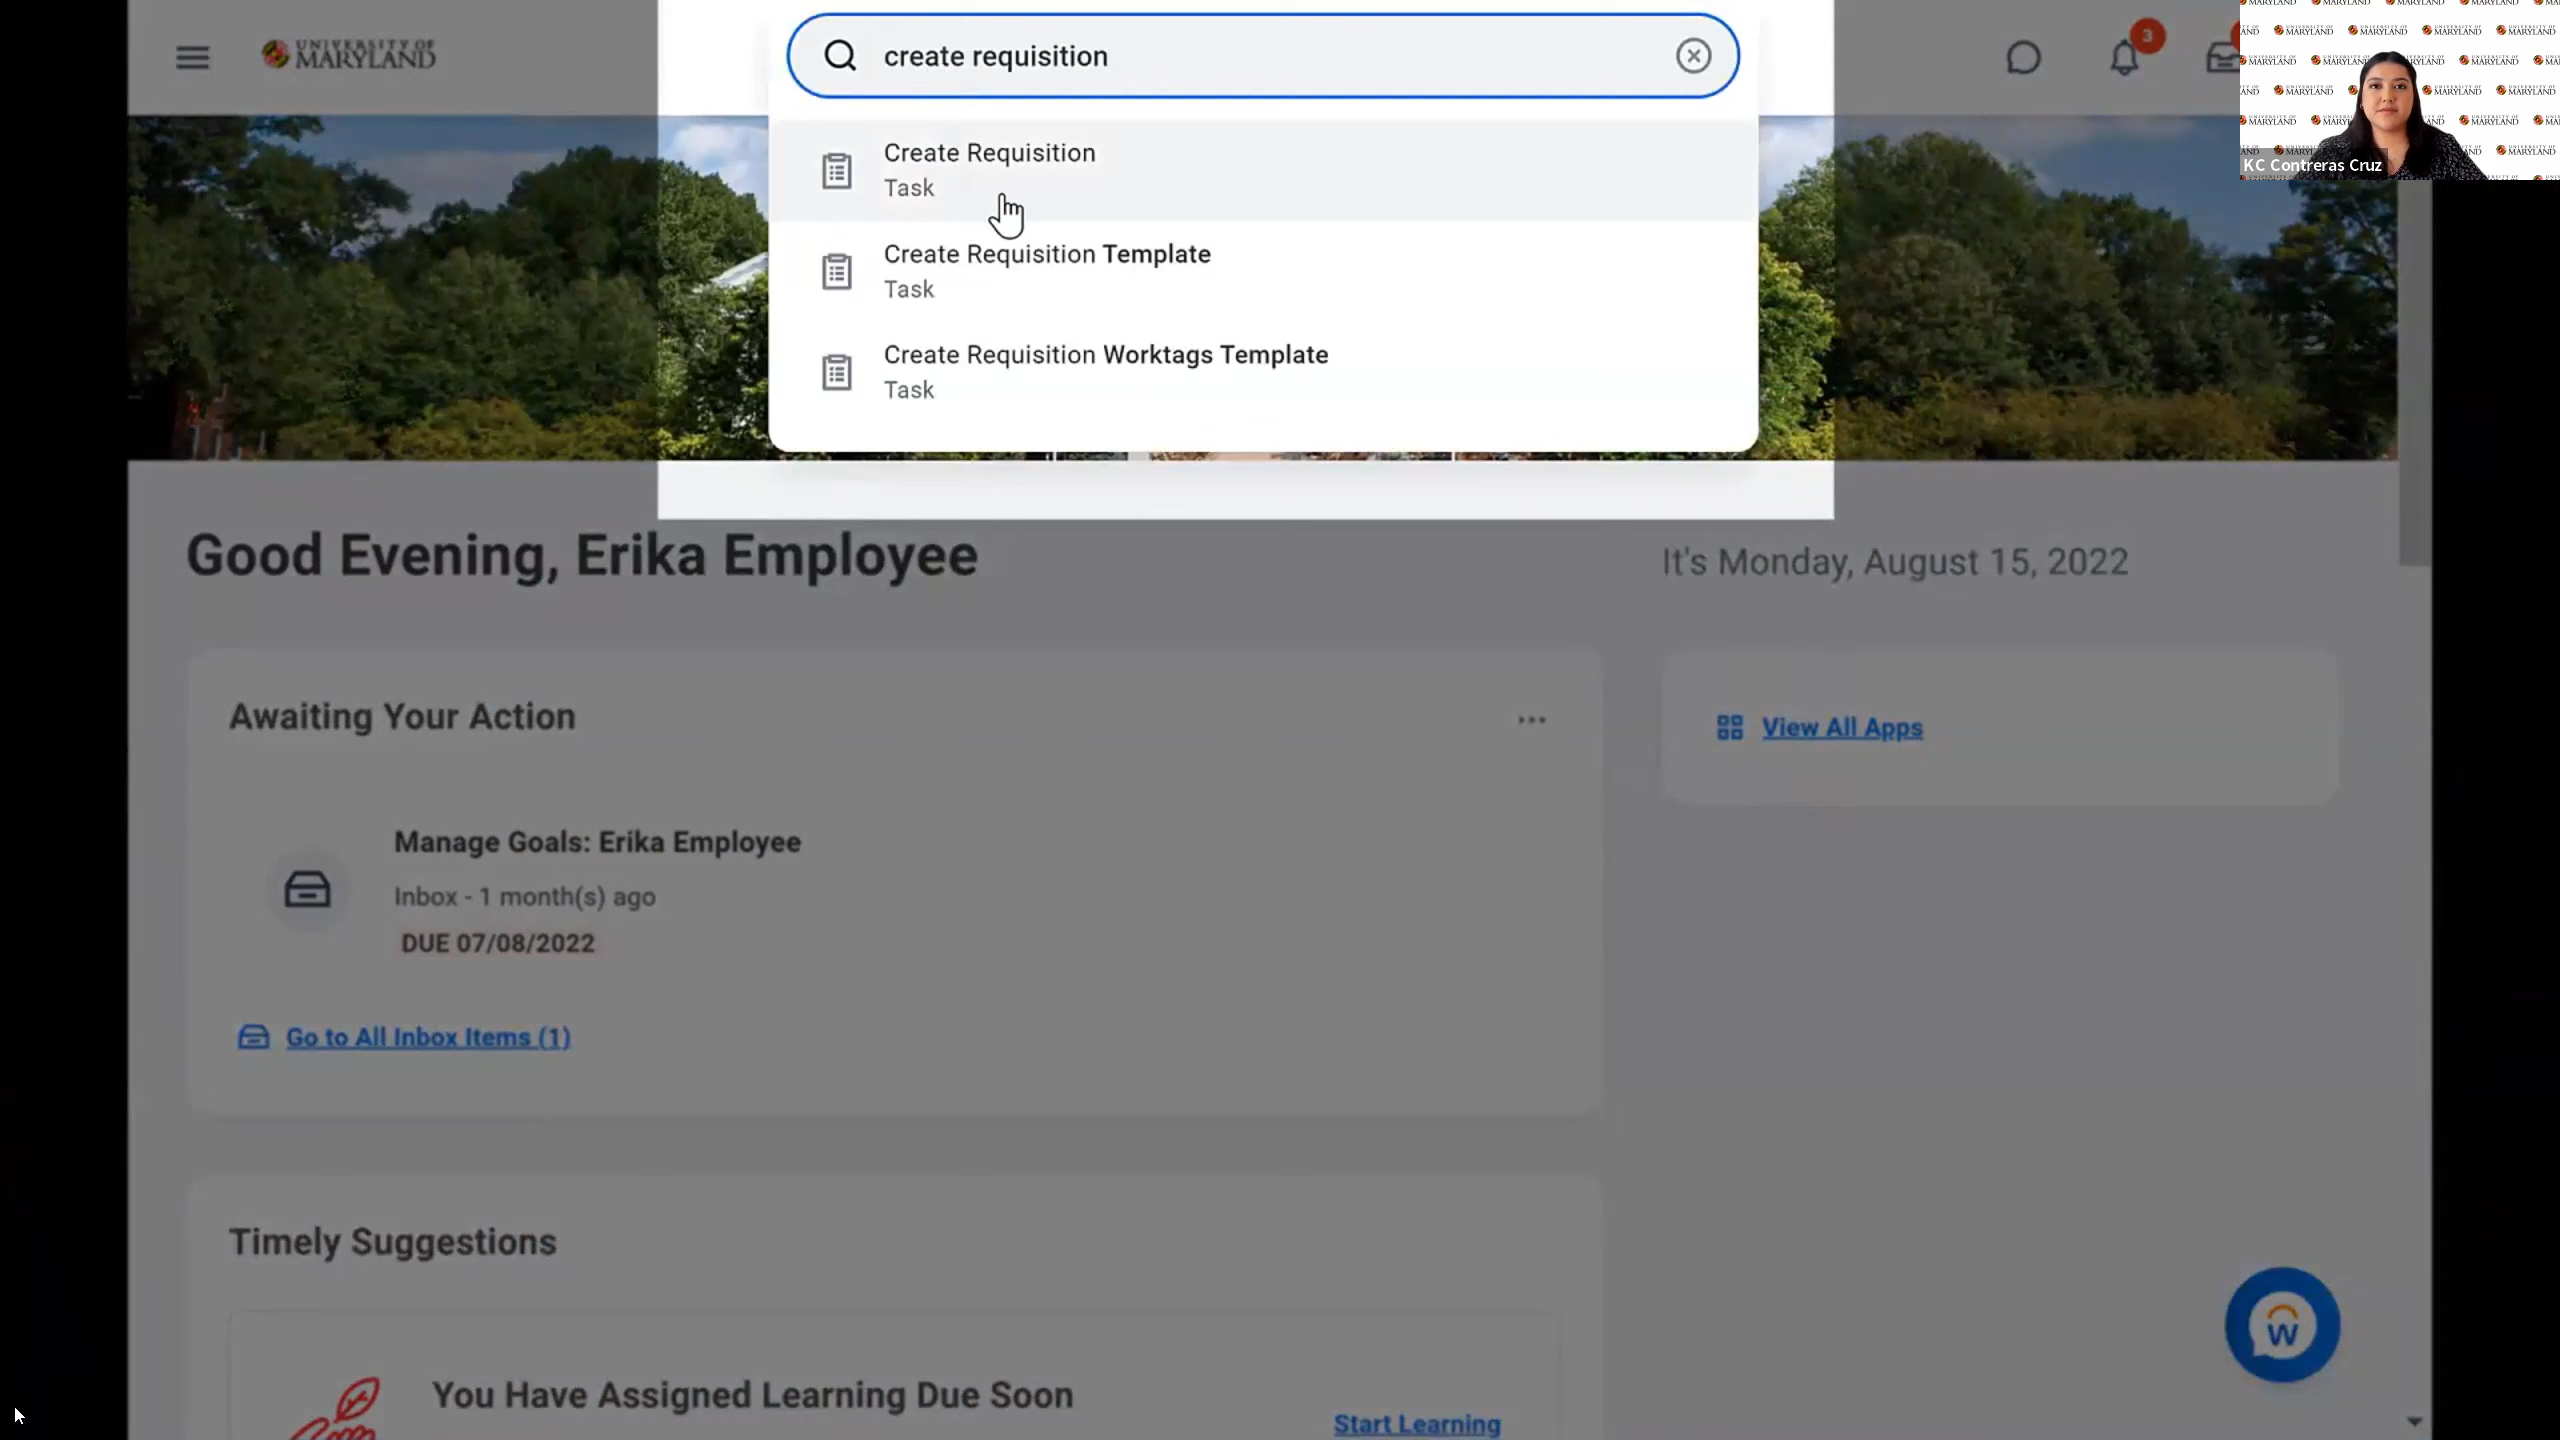 UNIVERSITY OF
MARYLAND
create requisition
3
KC Contreras Cruz
Create Requisition
Task
Create Requisition Template
Task
Create Requisition Worktags Template
Task
Good Evening, Erika Employee
It's Monday, August 15, 2022
Awaiting Your Action
View All Apps
Manage Goals: Erika Employee
Inbox - 1 month(s) ago
DUE 07/08/2022
Go to All Inbox Items (1)
Timely Suggestions
You Have Assigned Learning Due Soon
Start Learning
W